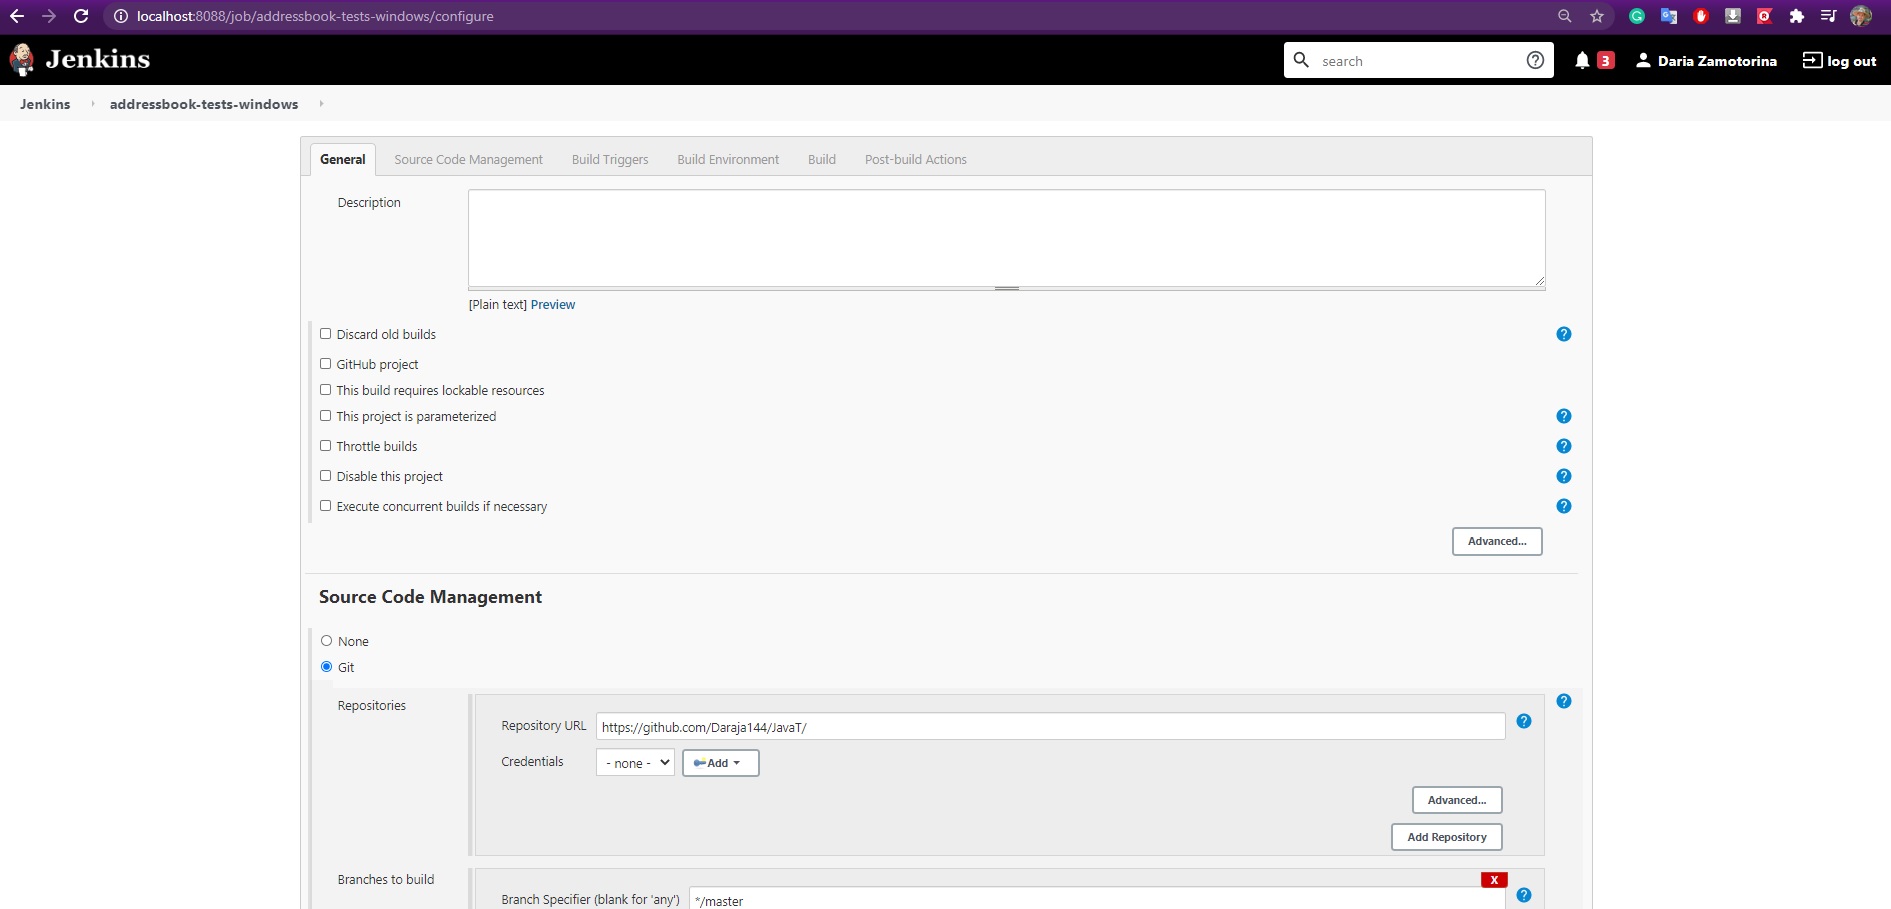 localhost:8088/job/addressbook-tests-windows/configure
Jenkins
search
3
Daria Zamotorina
log out
Jenkins
addressbook-tests-windows
General
Source Code Management
Build Triggers
Build Environment
Build
Post-build Actions
Description
[Plain text] Preview
Discard old builds
GitHub project
This build requires lockable resources
This project is parameterized
Throttle builds
Disable this project
Execute concurrent builds if necessary
Advanced...
Source Code Management
None
Git
Repositories
Repository URL
https://github.com/Daraja144/JavaT/
Credentials
- none -
Add
Advanced...
Add Repository
Branches to build
X
Branch Specifier (blank for 'any')
*/master